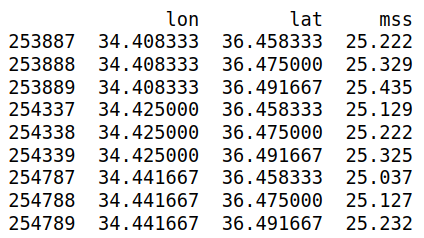 lon lat mss
253887 34.408333 36.458333 25.222
253888 34.408333 36.475000 25.329
253889 34.408333 36.491667 25.435
254337 34.425000 36.458333 25.129
254338 34.425000 36.475000 25.222
254339 34.425000 36.491667 25.325
254787 34.441667 36.458333 25.037
254788 34.441667 36.475000 25.127
254789 34.441667 36.491667 25.232